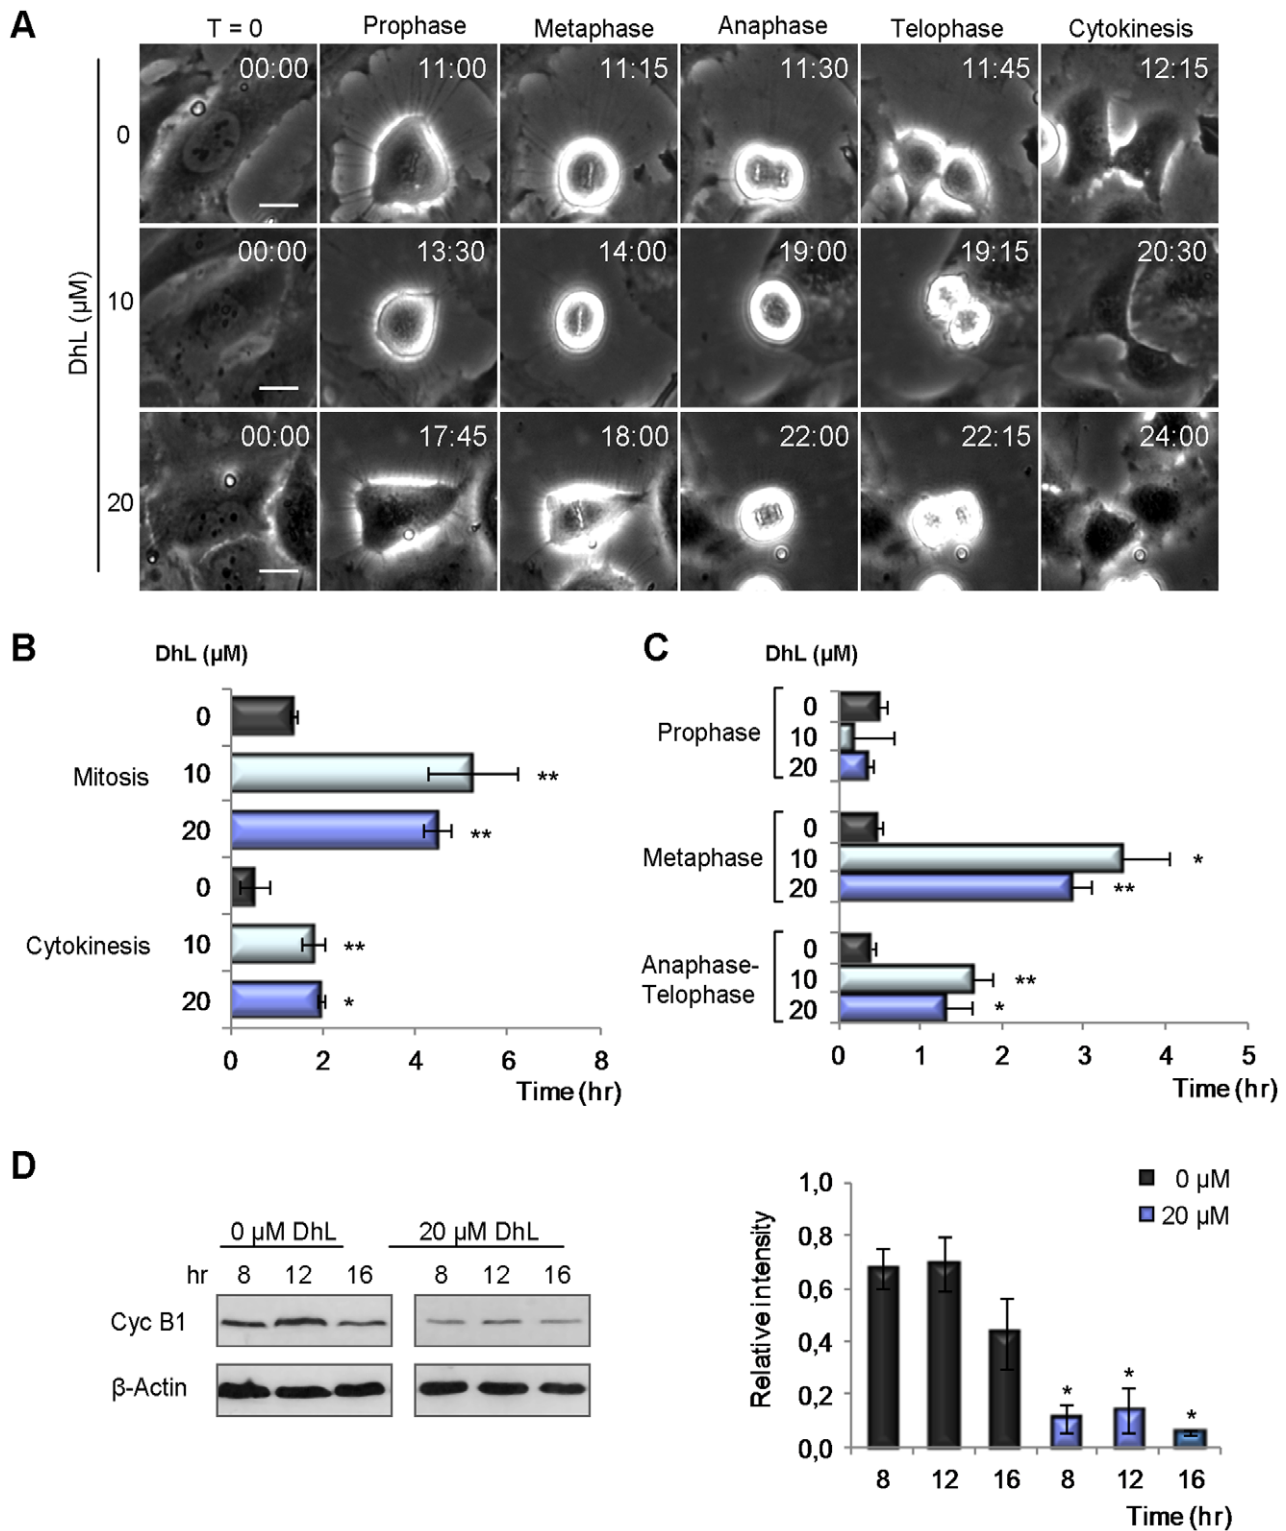 A
T = 0 Prophase Metaphase Anaphase Telophase Cytokinesis
DhL (µM)
0
00:00 11:00 11:15 11:30 11:45 12:15
10
00:00 13:30 14:00 19:00 19:15 20:30
20
00:00 17:45 18:00 22:00 22:15 24:00
B
DhL (µM)
0
Mitosis 10 **
20 **
0
Cytokinesis 10 **
20 *
0 2 4 6 8
Time (hr)
C
DhL (µM)
0
Prophase 10
20
0
Metaphase 10 *
20 **
0
Anaphase-
Telophase
10 **
20 *
0 1 2 3 4 5
Time (hr)
D
0 µM DhL 20 µM DhL
hr 8 12 16 8 12 16
Cyc B1
β-Actin
0 µM
20 µM
Relative intensity
1,0
0,8
0,6
0,4
0,2
0,0
* * *
8 12 16 8 12 16
Time (hr)